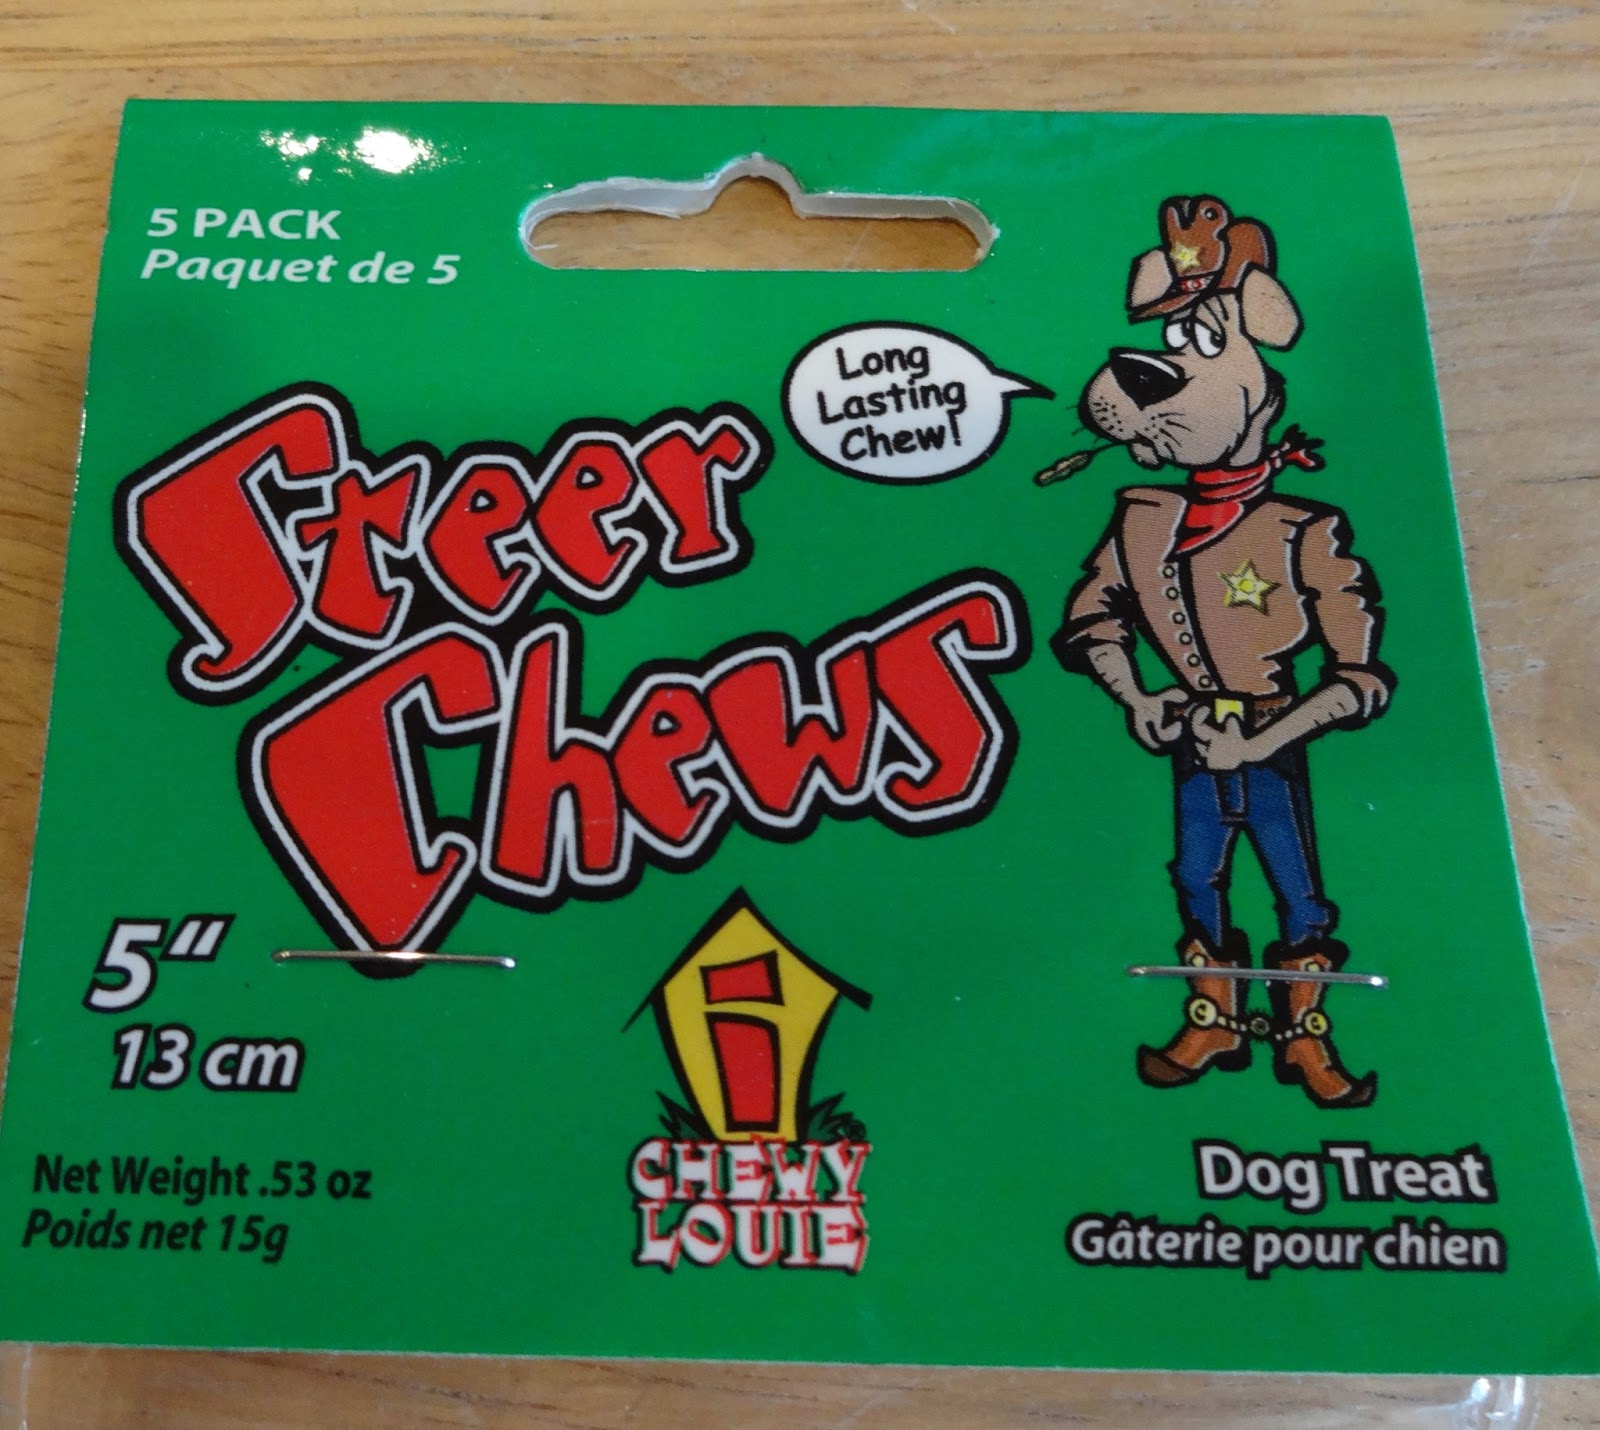 5 PACK
Paquet de 5
Long
Lasting
Chew!
Steer
Chews
5"
13 cm
Net Weight .53 oz
Poids net 15g
CHEWY
LOUIE
®
Dog Treat
Gâterie pour chien